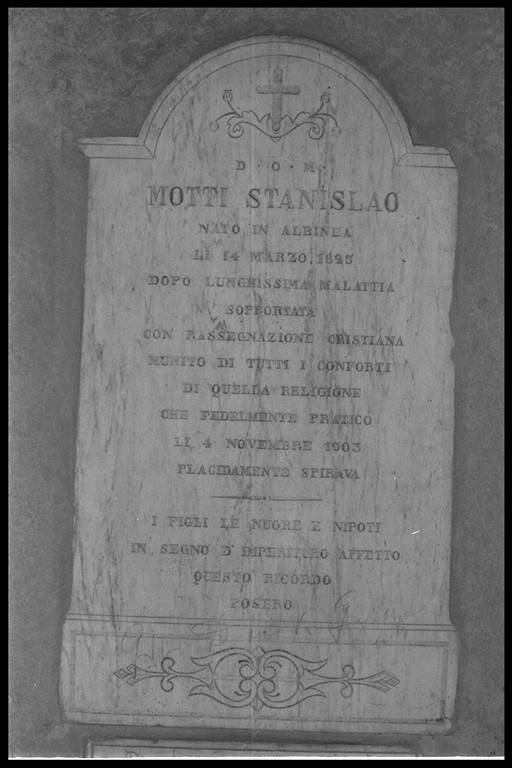 D · O · M ·
MOTTI STANISLAO
NATO IN ALBINEA
LI 14 MARZO 1825
DOPO LUNGHISSIMA MALATTIA
SOPPORTATA
CON RASSEGNAZIONE CRISTIANA
MUNITO DI TUTTI I CONFORTI
DI QUELLA RELIGIONE
CHE FEDELMENTE PRATICÒ
LI 4 NOVEMBRE 1903
PLACIDAMENTE SPIRAVA
I FIGLI LE NUORE E NIPOTI
IN SEGNO D' IMPERITURO AFFETTO
QUESTO RICORDO
POSERO